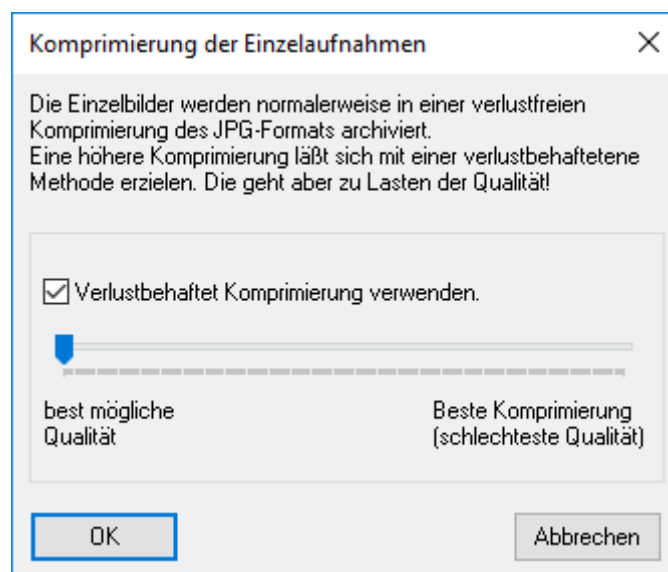 Komprimierung der Einzelaufnahmen
Die Einzelbilder werden normalerweise in einer verlustfreien
Komprimierung des JPG-Formats archiviert.
Eine höhere Komprimierung läßt sich mit einer verlustbehaftetene
Methode erzielen. Die geht aber zu Lasten der Qualität!
Verlustbehaftet Komprimierung verwenden.
best mögliche
Qualität
Beste Komprimierung
(schlechteste Qualität)
OK
Abbrechen